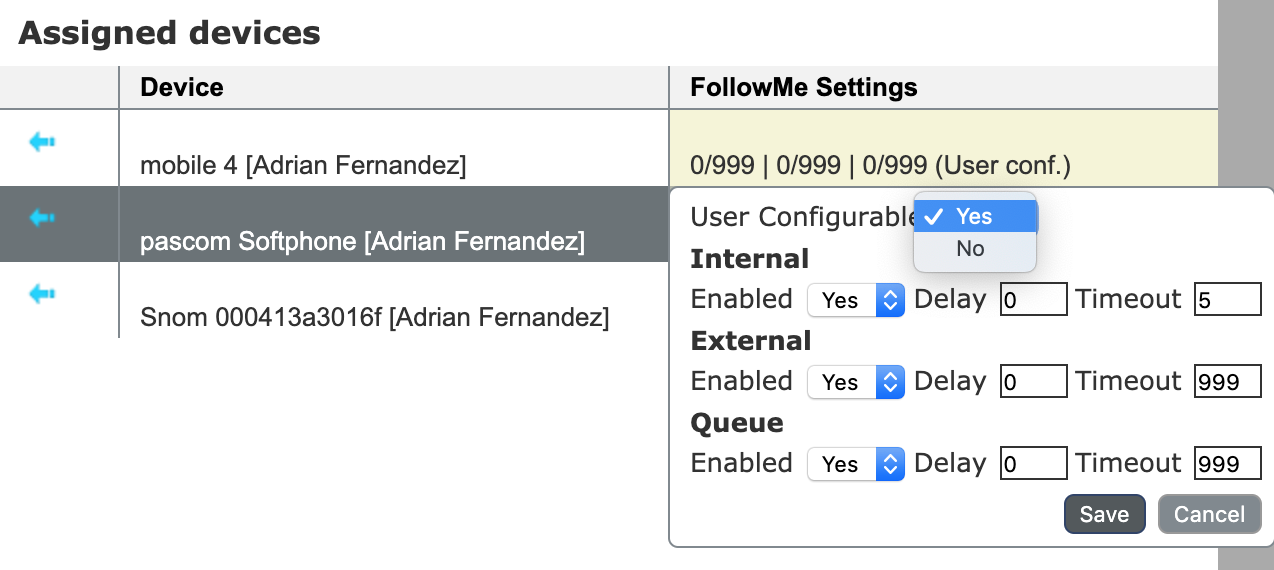 Assigned devices
Device FollowMe Settings
mobile 4 [Adrian Fernandez] 0/999 | 0/999 | 0/999 (User conf.)
pascom Softphone [Adrian Fernandez]
Snom 000413a3016f [Adrian Fernandez]
User Configurable Yes
No
Internal
Enabled Yes Delay 0 Timeout 5
External
Enabled Yes Delay 0 Timeout 999
Queue
Enabled Yes Delay 0 Timeout 999
Save Cancel